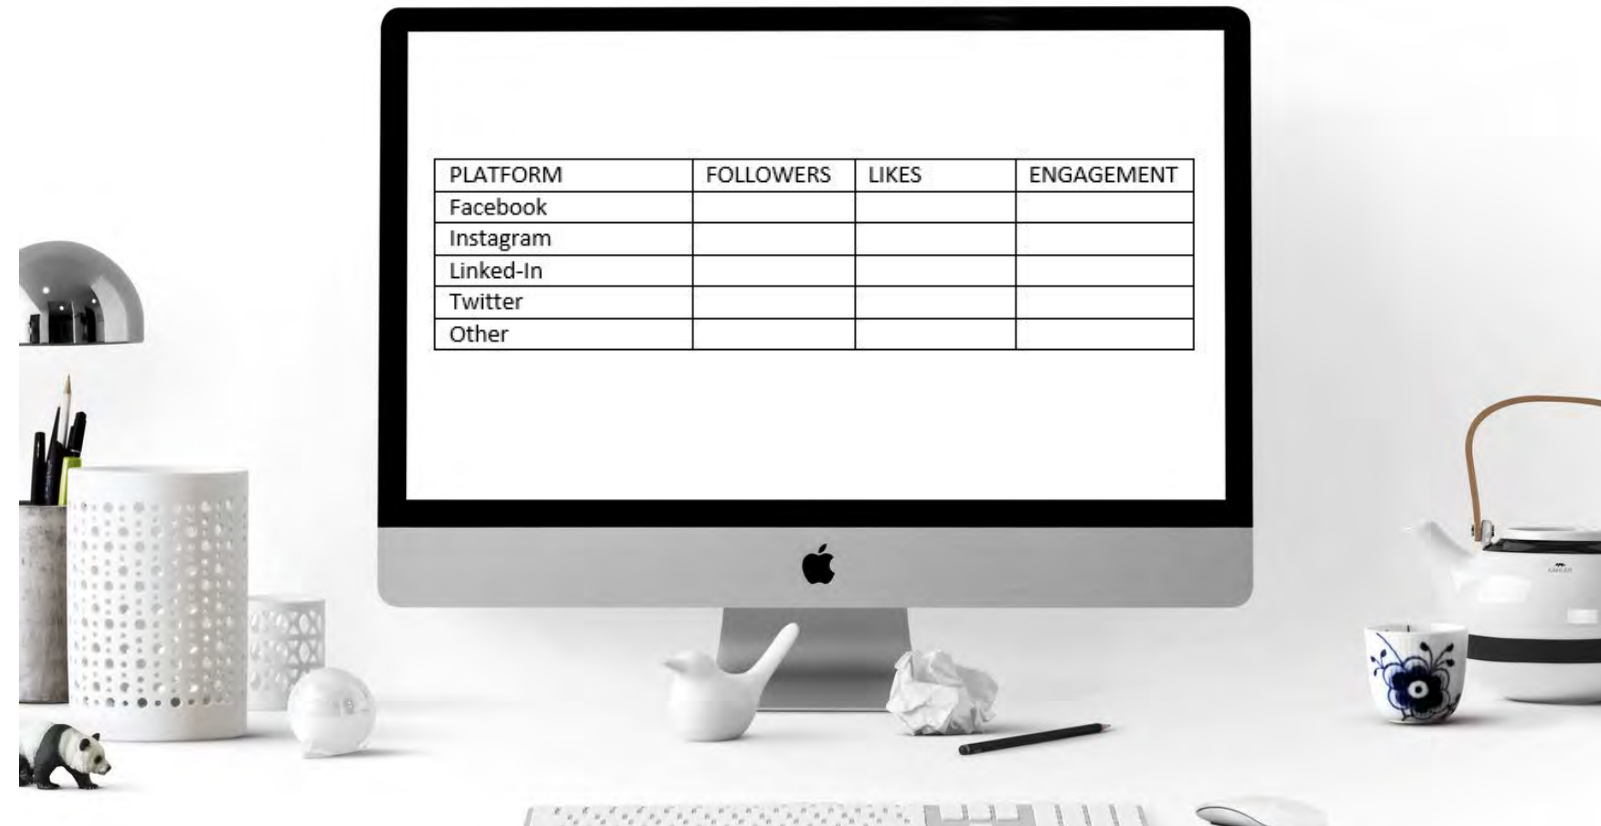 PLATFORM FOLLOWERS LIKES ENGAGEMENT
Facebook
Instagram
Linked-In
Twitter
Other